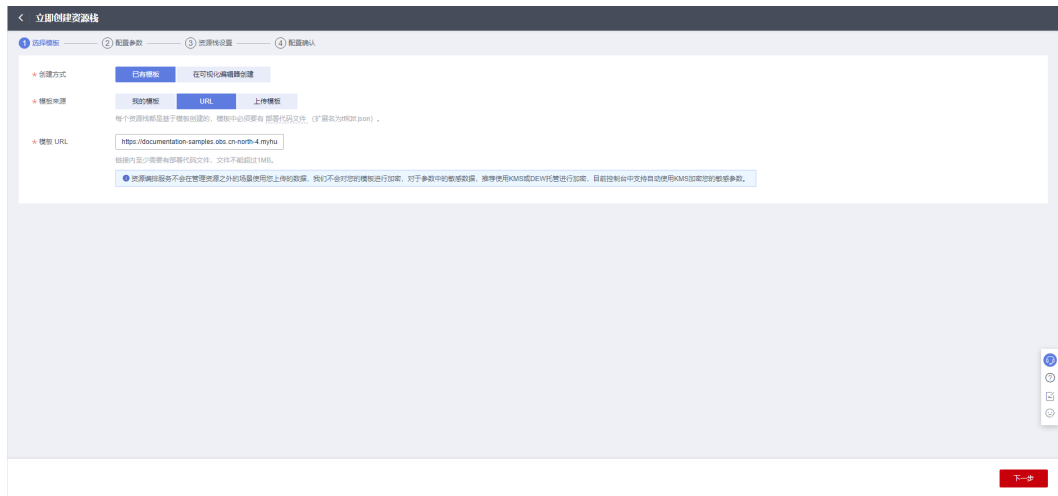 立即创建资源栈
1 选择模板 2 配置参数 3 资源栈设置 4 配置确认
* 创建方式 已有模板 在可视化编辑器创建
* 模板来源 我的模板 URL 上传模板
每个资源栈都是基于模板创建的，模板中必须要有 部署代码文件 （扩展名为tf和tf.json）。
* 模板 URL https://documentation-samples.obs.cn-north-4.myhu
链接内至少需要有部署代码文件，文件不能超过1MB。
资源编排服务不会在管理资源之外的场景使用您上传的数据，我们不会对您的模板进行加密，对于参数中的敏感数据，推荐使用KMS或DEW托管进行加密，目前控制台中支持自动使用KMS加密您的敏感参数。
下一步